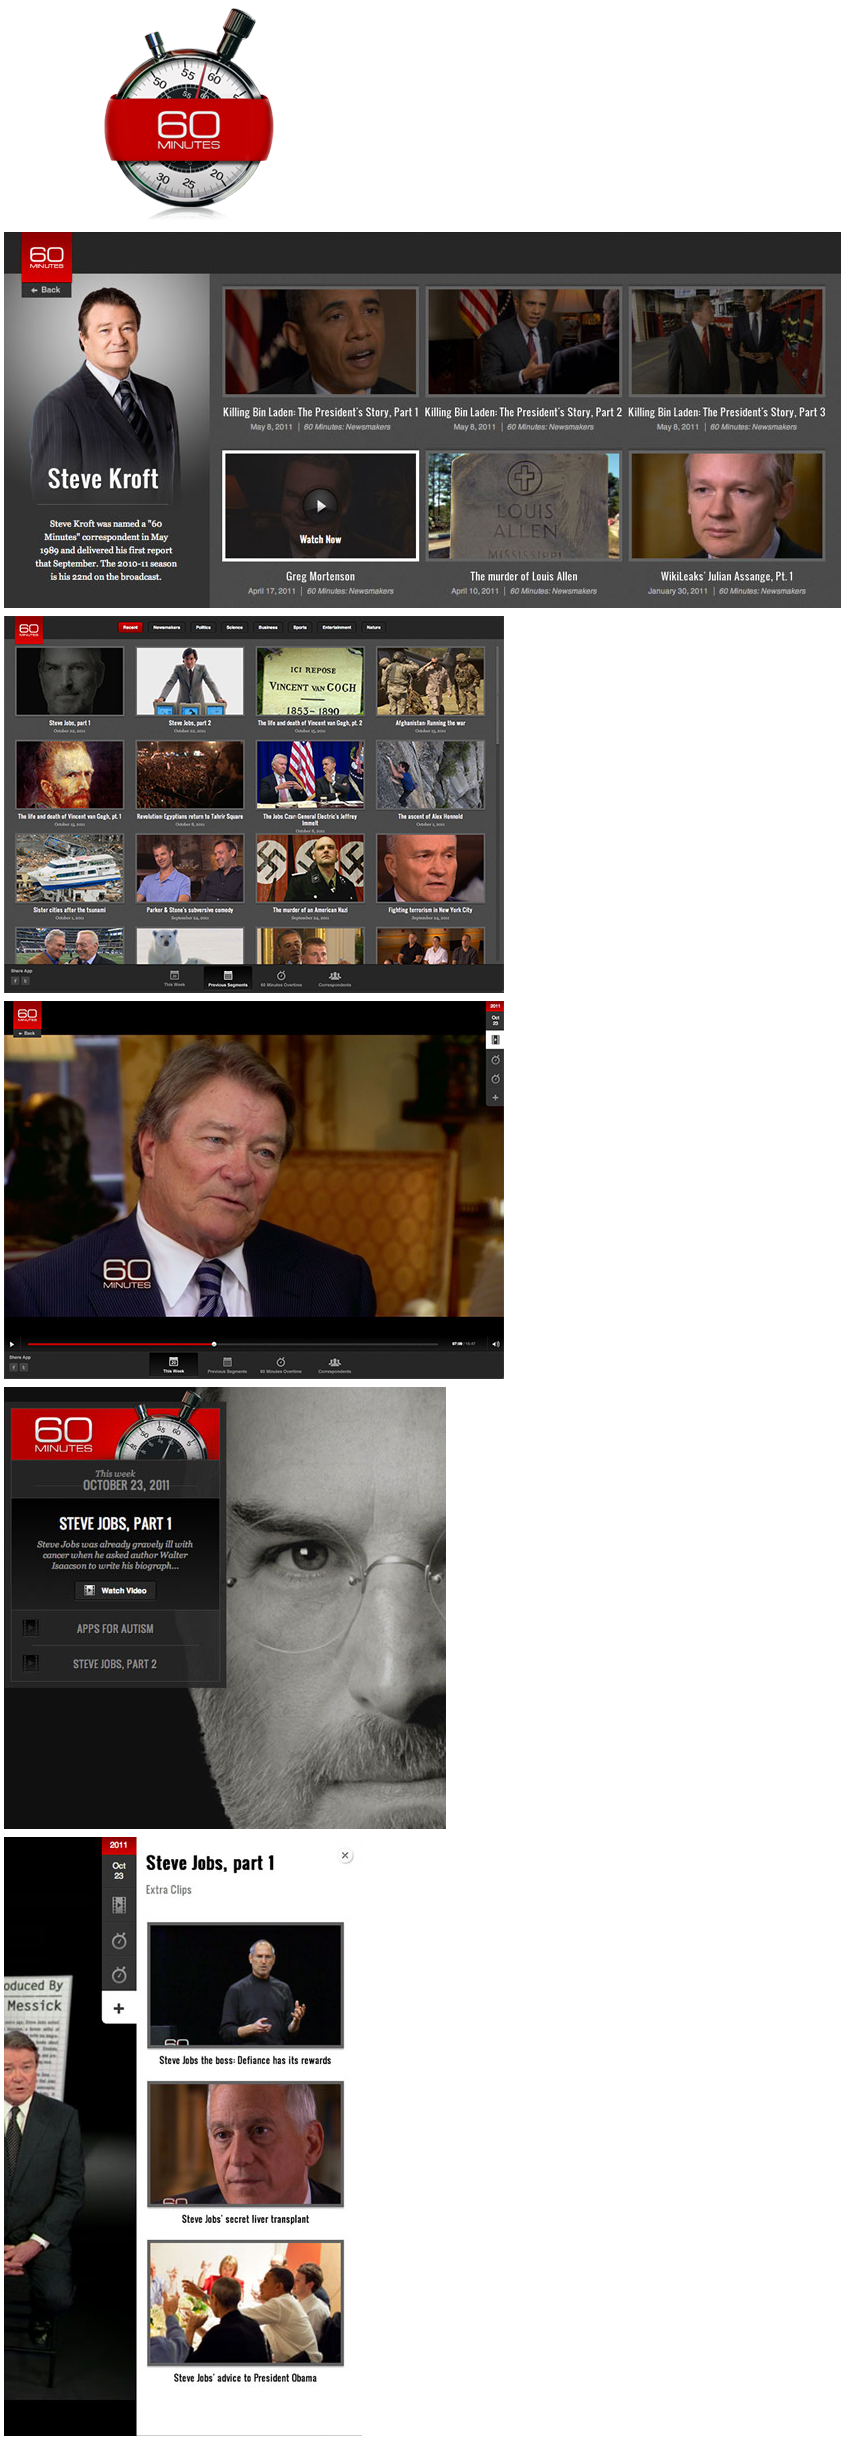 50
55
60
60
MINUTES
30
25
20
60
MINUTES
Back
Steve Kroft
Steve Kroft was named a "60
Minutes" correspondent in May
1989 and delivered his first report
that September. The 2010-11 season
is his 22nd on the broadcast.
Killing Bin Laden: The President's Story, Part 1
May 8, 2011 | 60 Minutes: Newsmakers
Killing Bin Laden: The President's Story, Part 2
May 8, 2011 | 60 Minutes: Newsmakers
Killing Bin Laden: The President's Story, Part 3
May 8, 2011 | 60 Minutes: Newsmakers
Watch Now
Greg Mortenson
April 17, 2011 | 60 Minutes: Newsmakers
LOUIS
ALLEN
MISSISSIPPI
The murder of Louis Allen
April 10, 2011 | 60 Minutes: Newsmakers
WikiLeaks' Julian Assange, Pt. 1
January 30, 2011 | 60 Minutes: Newsmakers
60
MINUTES
Recent
Newsmakers
Politics
Science
Business
Sports
Entertainment
Nature
Steve Jobs, part 1
October 22, 2011
Steve Jobs, part 2
October 22, 2011
ICI REPOSE
VINCENT VAN GOGH
1853-1890
The life and death of Vincent van Gogh, pt. 2
October 15, 2011
Afghanistan: Running the war
October 15, 2011
The life and death of Vincent van Gogh, pt. 1
October 15, 2011
Revolution: Egyptians return to Tahrir Square
October 8, 2011
The Jobs Czar: General Electric's Jeffrey
Immelt
October 8, 2011
The ascent of Alex Honnold
October 1, 2011
Sister cities after the tsunami
October 1, 2011
Parker & Stone's subversive comedy
September 24, 2011
The murder of an American Nazi
September 24, 2011
Fighting terrorism in New York City
September 24, 2011
Share App
This Week
Previous Segments
60 Minutes Overtime
Correspondents
60
MINUTES
Back
2011
Oct
23
60
MINUTES
Share App
This Week
Previous Segments
60 Minutes Overtime
Correspondents
60
MINUTES
This week
OCTOBER 23, 2011
STEVE JOBS, PART 1
Steve Jobs was already gravely ill with
cancer when he asked author Walter
Isaacson to write his biograph...
Watch Video
APPS FOR AUTISM
STEVE JOBS, PART 2
2011
Oct
23
oduced By
Messick
Steve Jobs, part 1
Extra Clips
60
Steve Jobs the boss: Defiance has its rewards
60
Steve Jobs' secret liver transplant
Steve Jobs' advice to President Obama